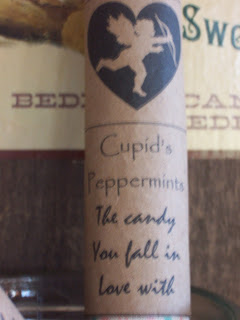 Cupid's
Peppermints
The candy
You fall in
Love with